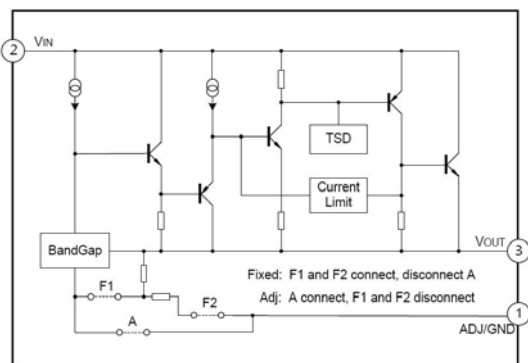 VIN
2
TSD
Current
Limit
VOUT
3
BandGap
Fixed: F1 and F2 connect, disconnect A
F1
F2
Adj: A connect, F1 and F2 disconnect
1
A
ADJ/GND